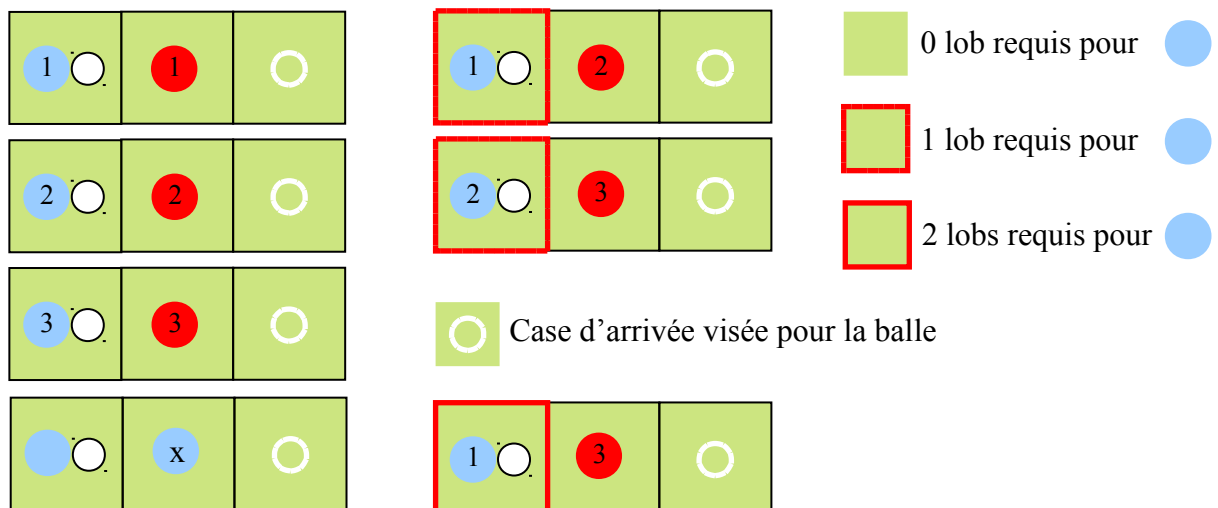 1 1
1 2
0 lob requis pour
1 lob requis pour
2 2
2 3
2 lobs requis pour
3 3
Case d’arrivée visée pour la balle
x
1 3